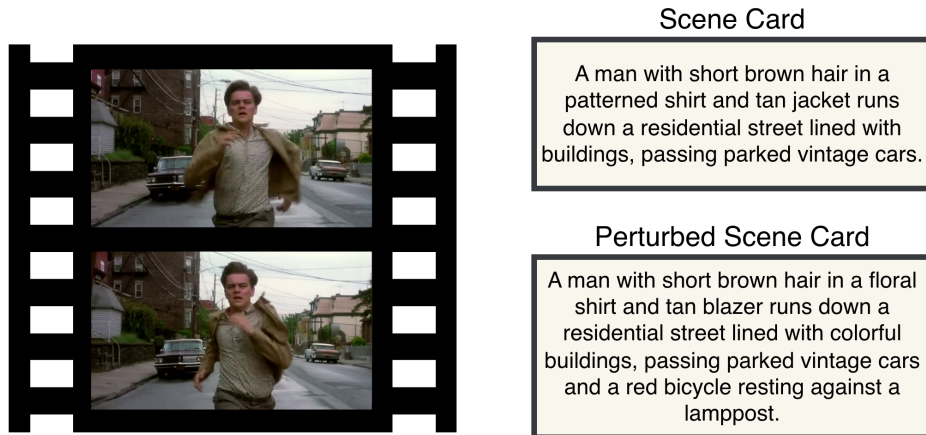 Scene Card
A man with short brown hair in a
patterned shirt and tan jacket runs
down a residential street lined with
buildings, passing parked vintage cars.
Perturbed Scene Card
A man with short brown hair in a floral
shirt and tan blazer runs down a
residential street lined with colorful
buildings, passing parked vintage cars
and a red bicycle resting against a
lamppost.